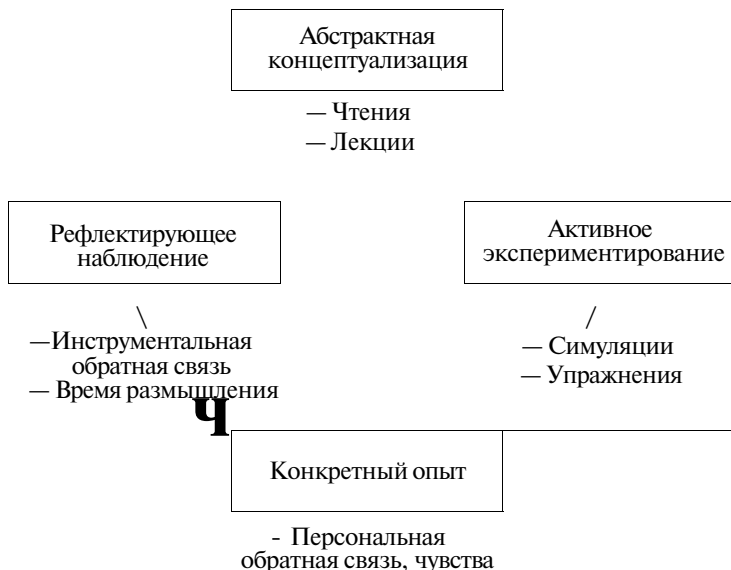 Абстрактная
концептуализация
— Чтения
— Лекции
Рефлектирующее
наблюдение
\
—Инструментальная
обратная связь
— Время размышления
Ч
Активное
экспериментирование
/
— Симуляции
— Упражнения
Конкретный опыт
- Персональная
обратная связь, чувства